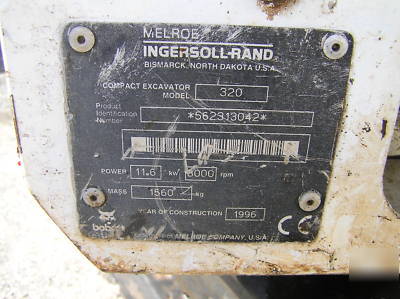 MELROE
INGERSOLL-RAND
BISMARCK, NORTH DAKOTA U.S.A.
COMPACT EXCAVATOR MODEL 320
Product Identification Number *562313042*
POWER 11.6 kw 3000 rpm
MASS 1560 kg
YEAR OF CONSTRUCTION 1996
CE
bobcat
MELROE COMPANY, U.S.A.